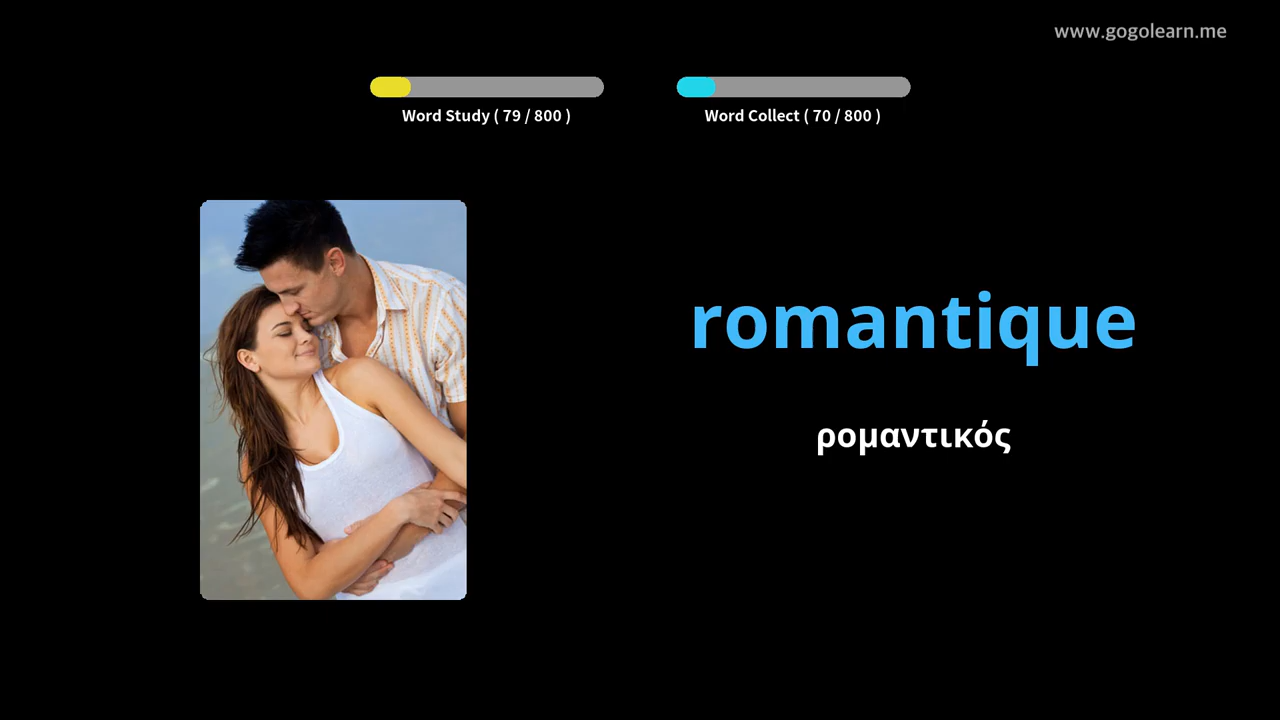 www.gogolearn.me
Word Study ( 79 / 800 )
Word Collect ( 70 / 800 )
romantique
ρομαντικός